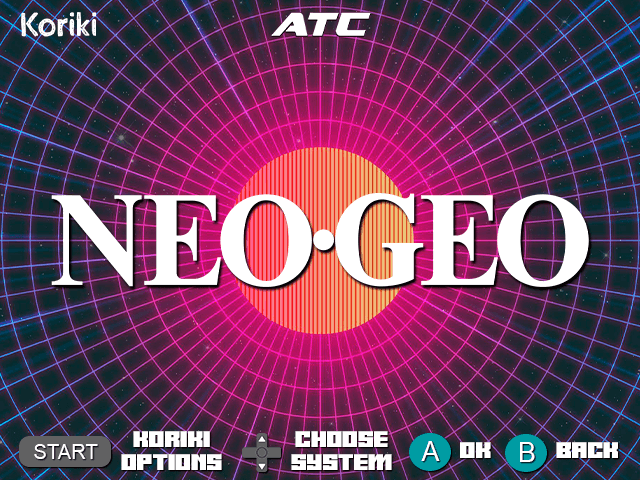 Koriki
ATC
NEO·GEO
START
KORIKI
OPTIONS
CHOOSE
SYSTEM
A
OK
B
BACK